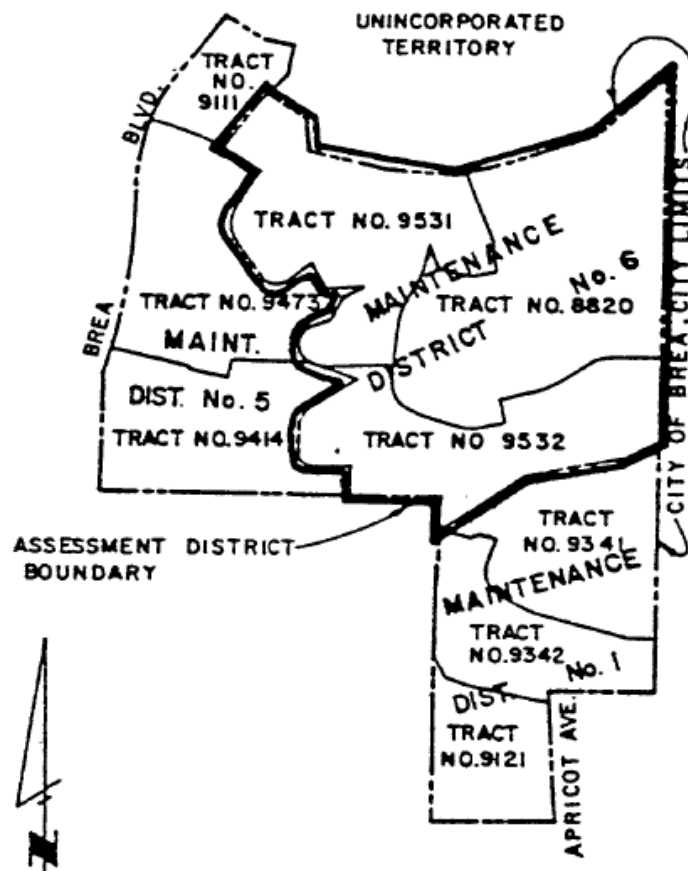 UNINCORPORATED
TERRITORY
TRACT
NO.
9111
BLVD.
TRACT NO. 9531
MAINTENANCE
DISTRICT
No. 6
TRACT NO. 9473
TRACT NO. 8820
MAINT.
BREA
DIST. No. 5
TRACT NO. 9414
TRACT NO 9532
CITY OF BREA, CITY LIMITS
ASSESSMENT DISTRICT
BOUNDARY
TRACT
NO. 9341
MAINTENANCE
TRACT
NO. 9342
DIST. No. 1
TRACT
NO. 9121
APRICOT AVE.
N